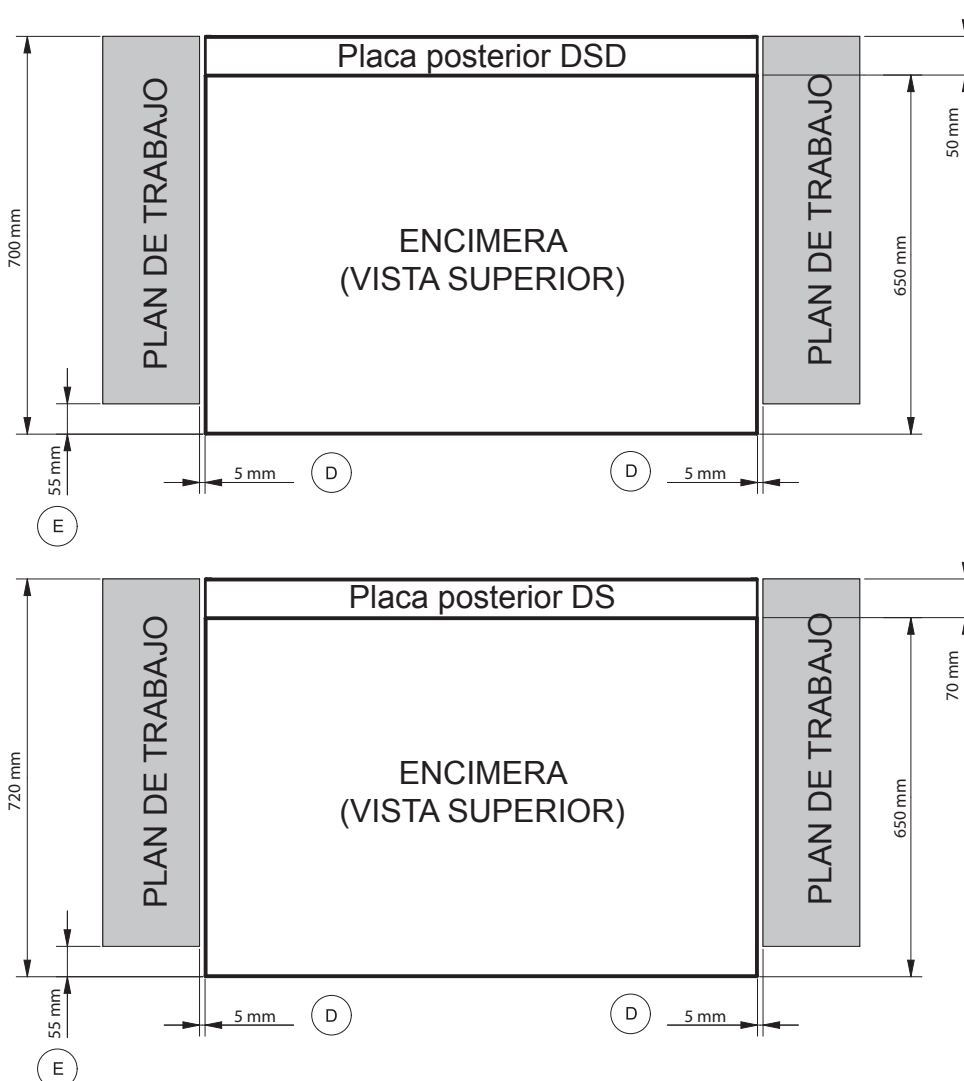 Placa posterior DSD
PLAN DE TRABAJO
PLAN DE TRABAJO
ENCIMERA
(VISTA SUPERIOR)
700 mm
650 mm
50 mm
55 mm
E
5 mm
D
D
5 mm
Placa posterior DS
PLAN DE TRABAJO
PLAN DE TRABAJO
ENCIMERA
(VISTA SUPERIOR)
720 mm
650 mm
70 mm
55 mm
E
5 mm
D
D
5 mm